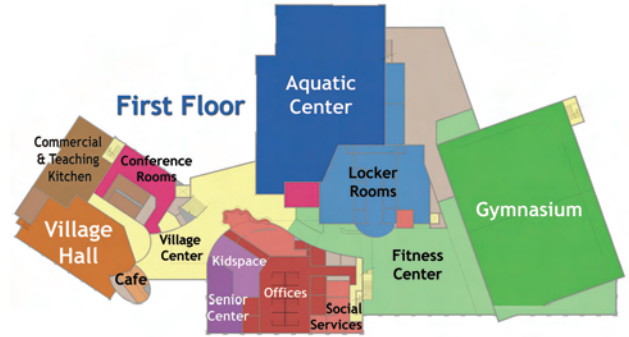 First Floor
Aquatic
Center
Commercial
& Teaching
Kitchen
Conference
Rooms
Locker
Rooms
Gymnasium
Village
Hall
Village
Center
Cafe
Kidspace
Fitness
Center
Senior
Center
Offices
Social
Services